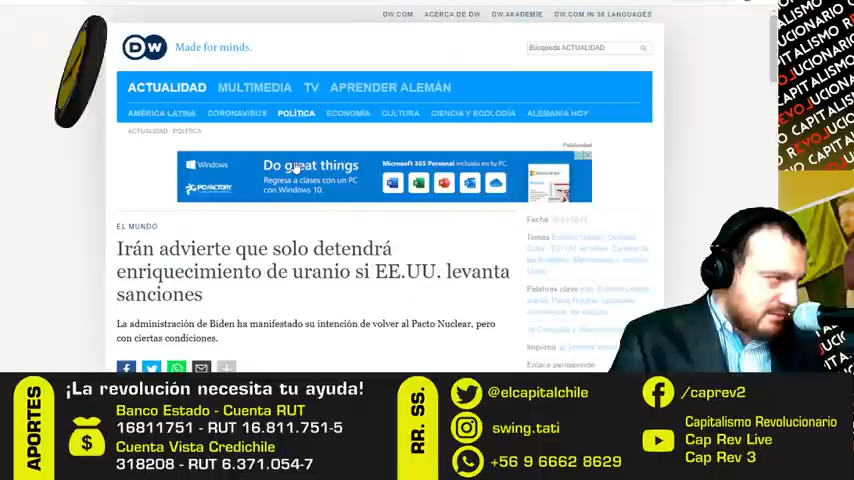 DW.COM
ACERCA DE DW
DW AKADEMIE
DW.COM IN 30 LANGUAGES
DW
Made for minds.
Búsqueda ACTUALIDAD
ACTUALIDAD
MULTIMEDIA
TV
APRENDER ALEMÁN
AMÉRICA LATINA
CORONAVIRUS
POLÍTICA
ECONOMÍA
CULTURA
CIENCIA Y ECOLOGÍA
ALEMANIA HOY
ACTUALIDAD / POLÍTICA
Publicidad
Windows
PC FACTORY
Do great things
Regresa a clases con un PC
con Windows 10.
Microsoft 365 Personal incluido en tu PC.
EL MUNDO
Irán advierte que solo detendrá
enriquecimiento de uranio si EE.UU. levanta
sanciones
La administración de Biden ha manifestado su intención de volver al Pacto Nuclear, pero
con ciertas condiciones.
Fecha
Temas Estados Unidos,
Palabras clave
Imprimir
Enlace permanente
CAPITALISMO REVOLUCIONARIO
APORTES
¡La revolución necesita tu ayuda!
Banco Estado - Cuenta RUT
16811751 - RUT 16.811.751-5
Cuenta Vista Credichile
318208 - RUT 6.371.054-7
RR. SS.
@elcapitalchile
swing.tati
+56 9 6662 8629
/caprev2
Capitalismo Revolucionario
Cap Rev Live
Cap Rev 3